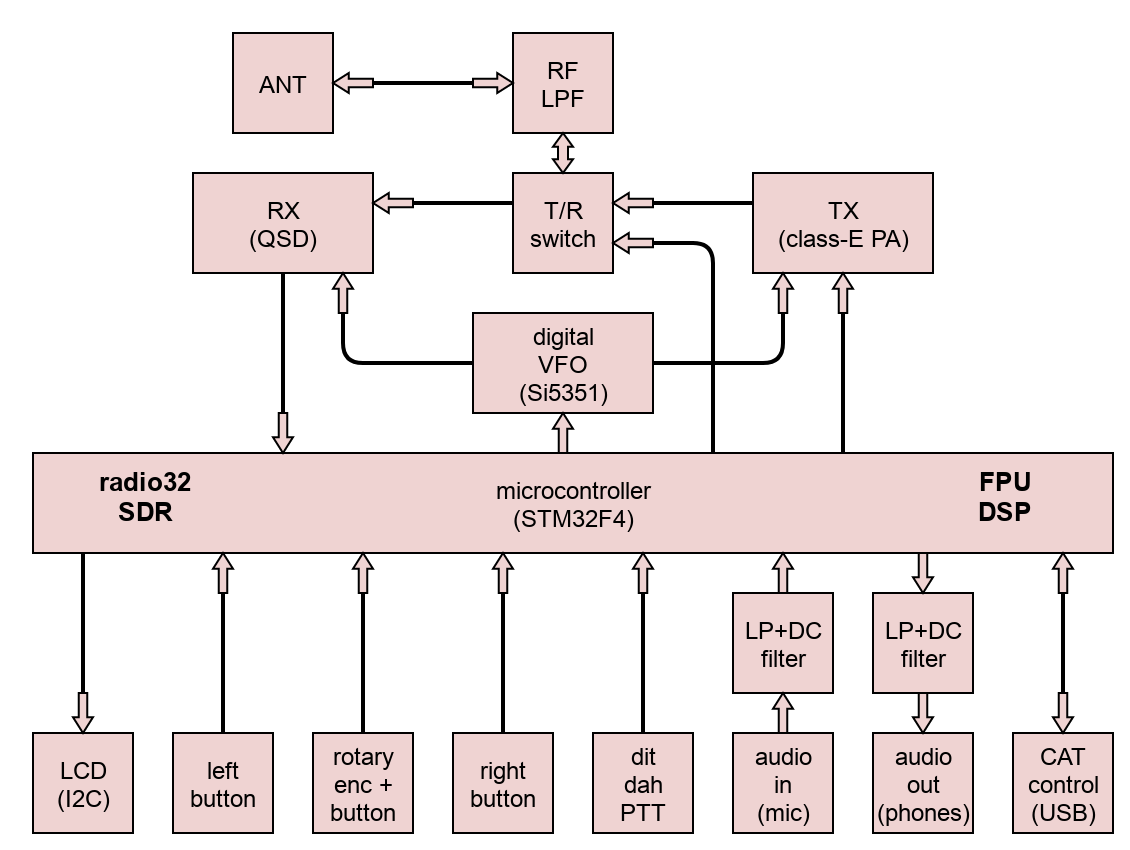 ANT
RF
LPF
RX
(QSD)
T/R
switch
TX
(class-E PA)
digital
VFO
(Si5351)
radio32
SDR
microcontroller
(STM32F4)
FPU
DSP
LP+DC
filter
LP+DC
filter
LCD
(I2C)
left
button
rotary
enc +
button
right
button
dit
dah
PTT
audio
in
(mic)
audio
out
(phones)
CAT
control
(USB)